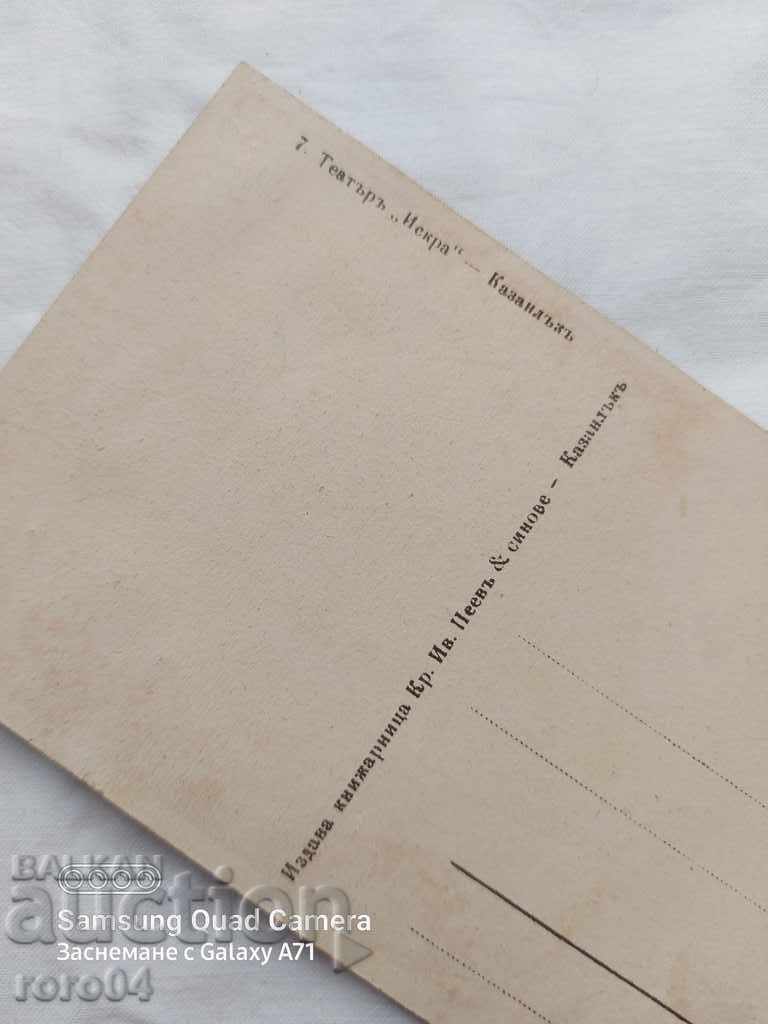 7. Театъръ „Искра“ — Казанлъкъ
Издава книжарница Кр. Ив. Пеевъ & синове – Казанлъкъ
BALKAN
auction
Samsung Quad Camera
Заснемане с Galaxy A71
roro04